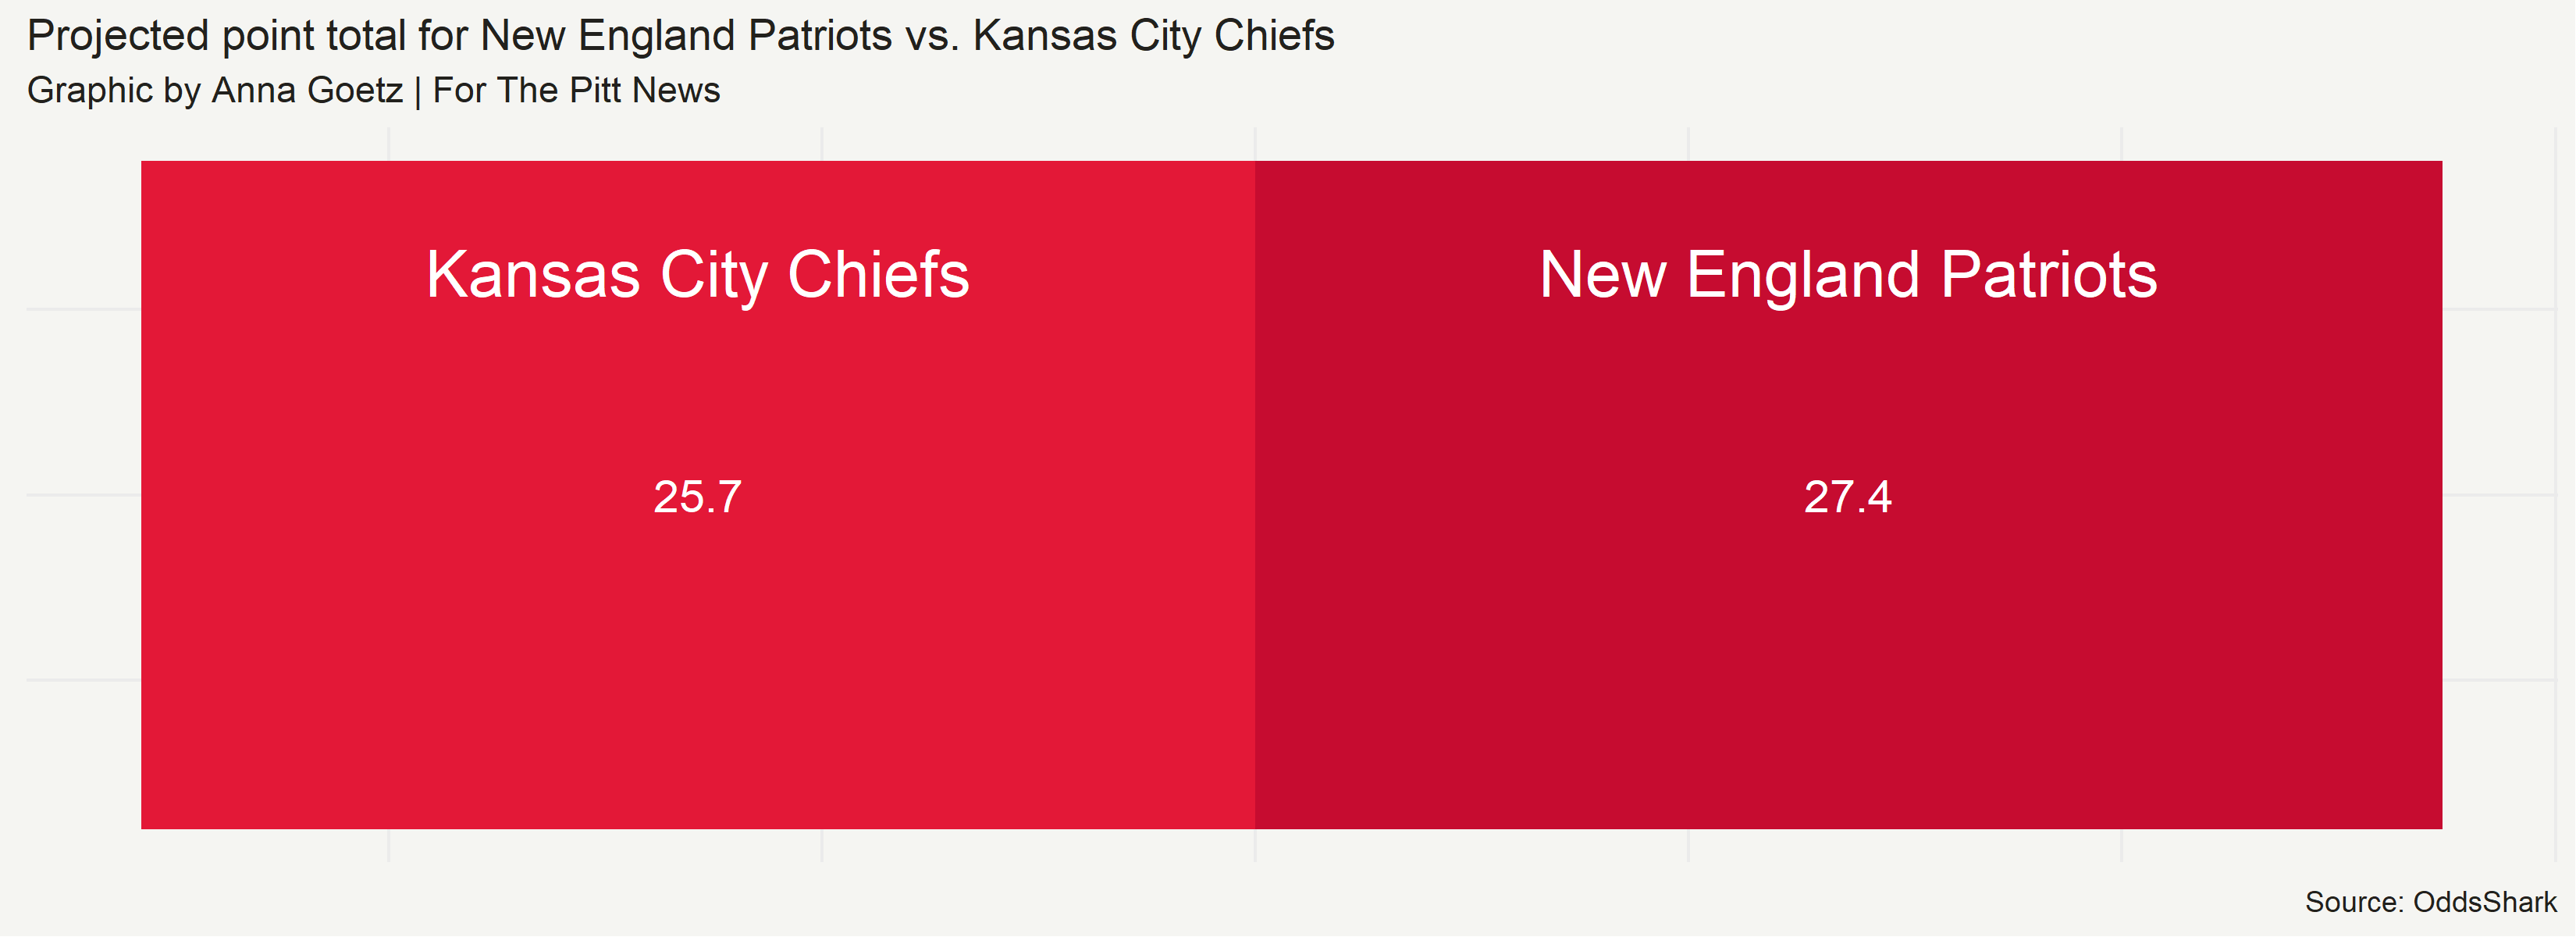 Projected point total for New England Patriots vs. Kansas City Chiefs
Graphic by Anna Goetz | For The Pitt News
Kansas City Chiefs
25.7
New England Patriots
27.4
Source: OddsShark